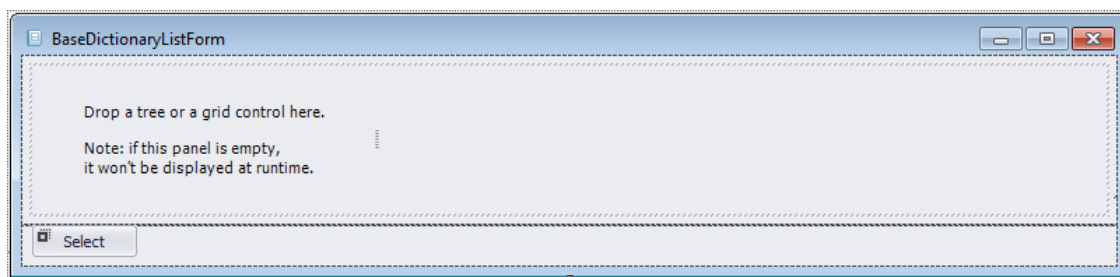 BaseDictionaryListForm
Drop a tree or a grid control here.
Note: if this panel is empty,
it won't be displayed at runtime.
Select